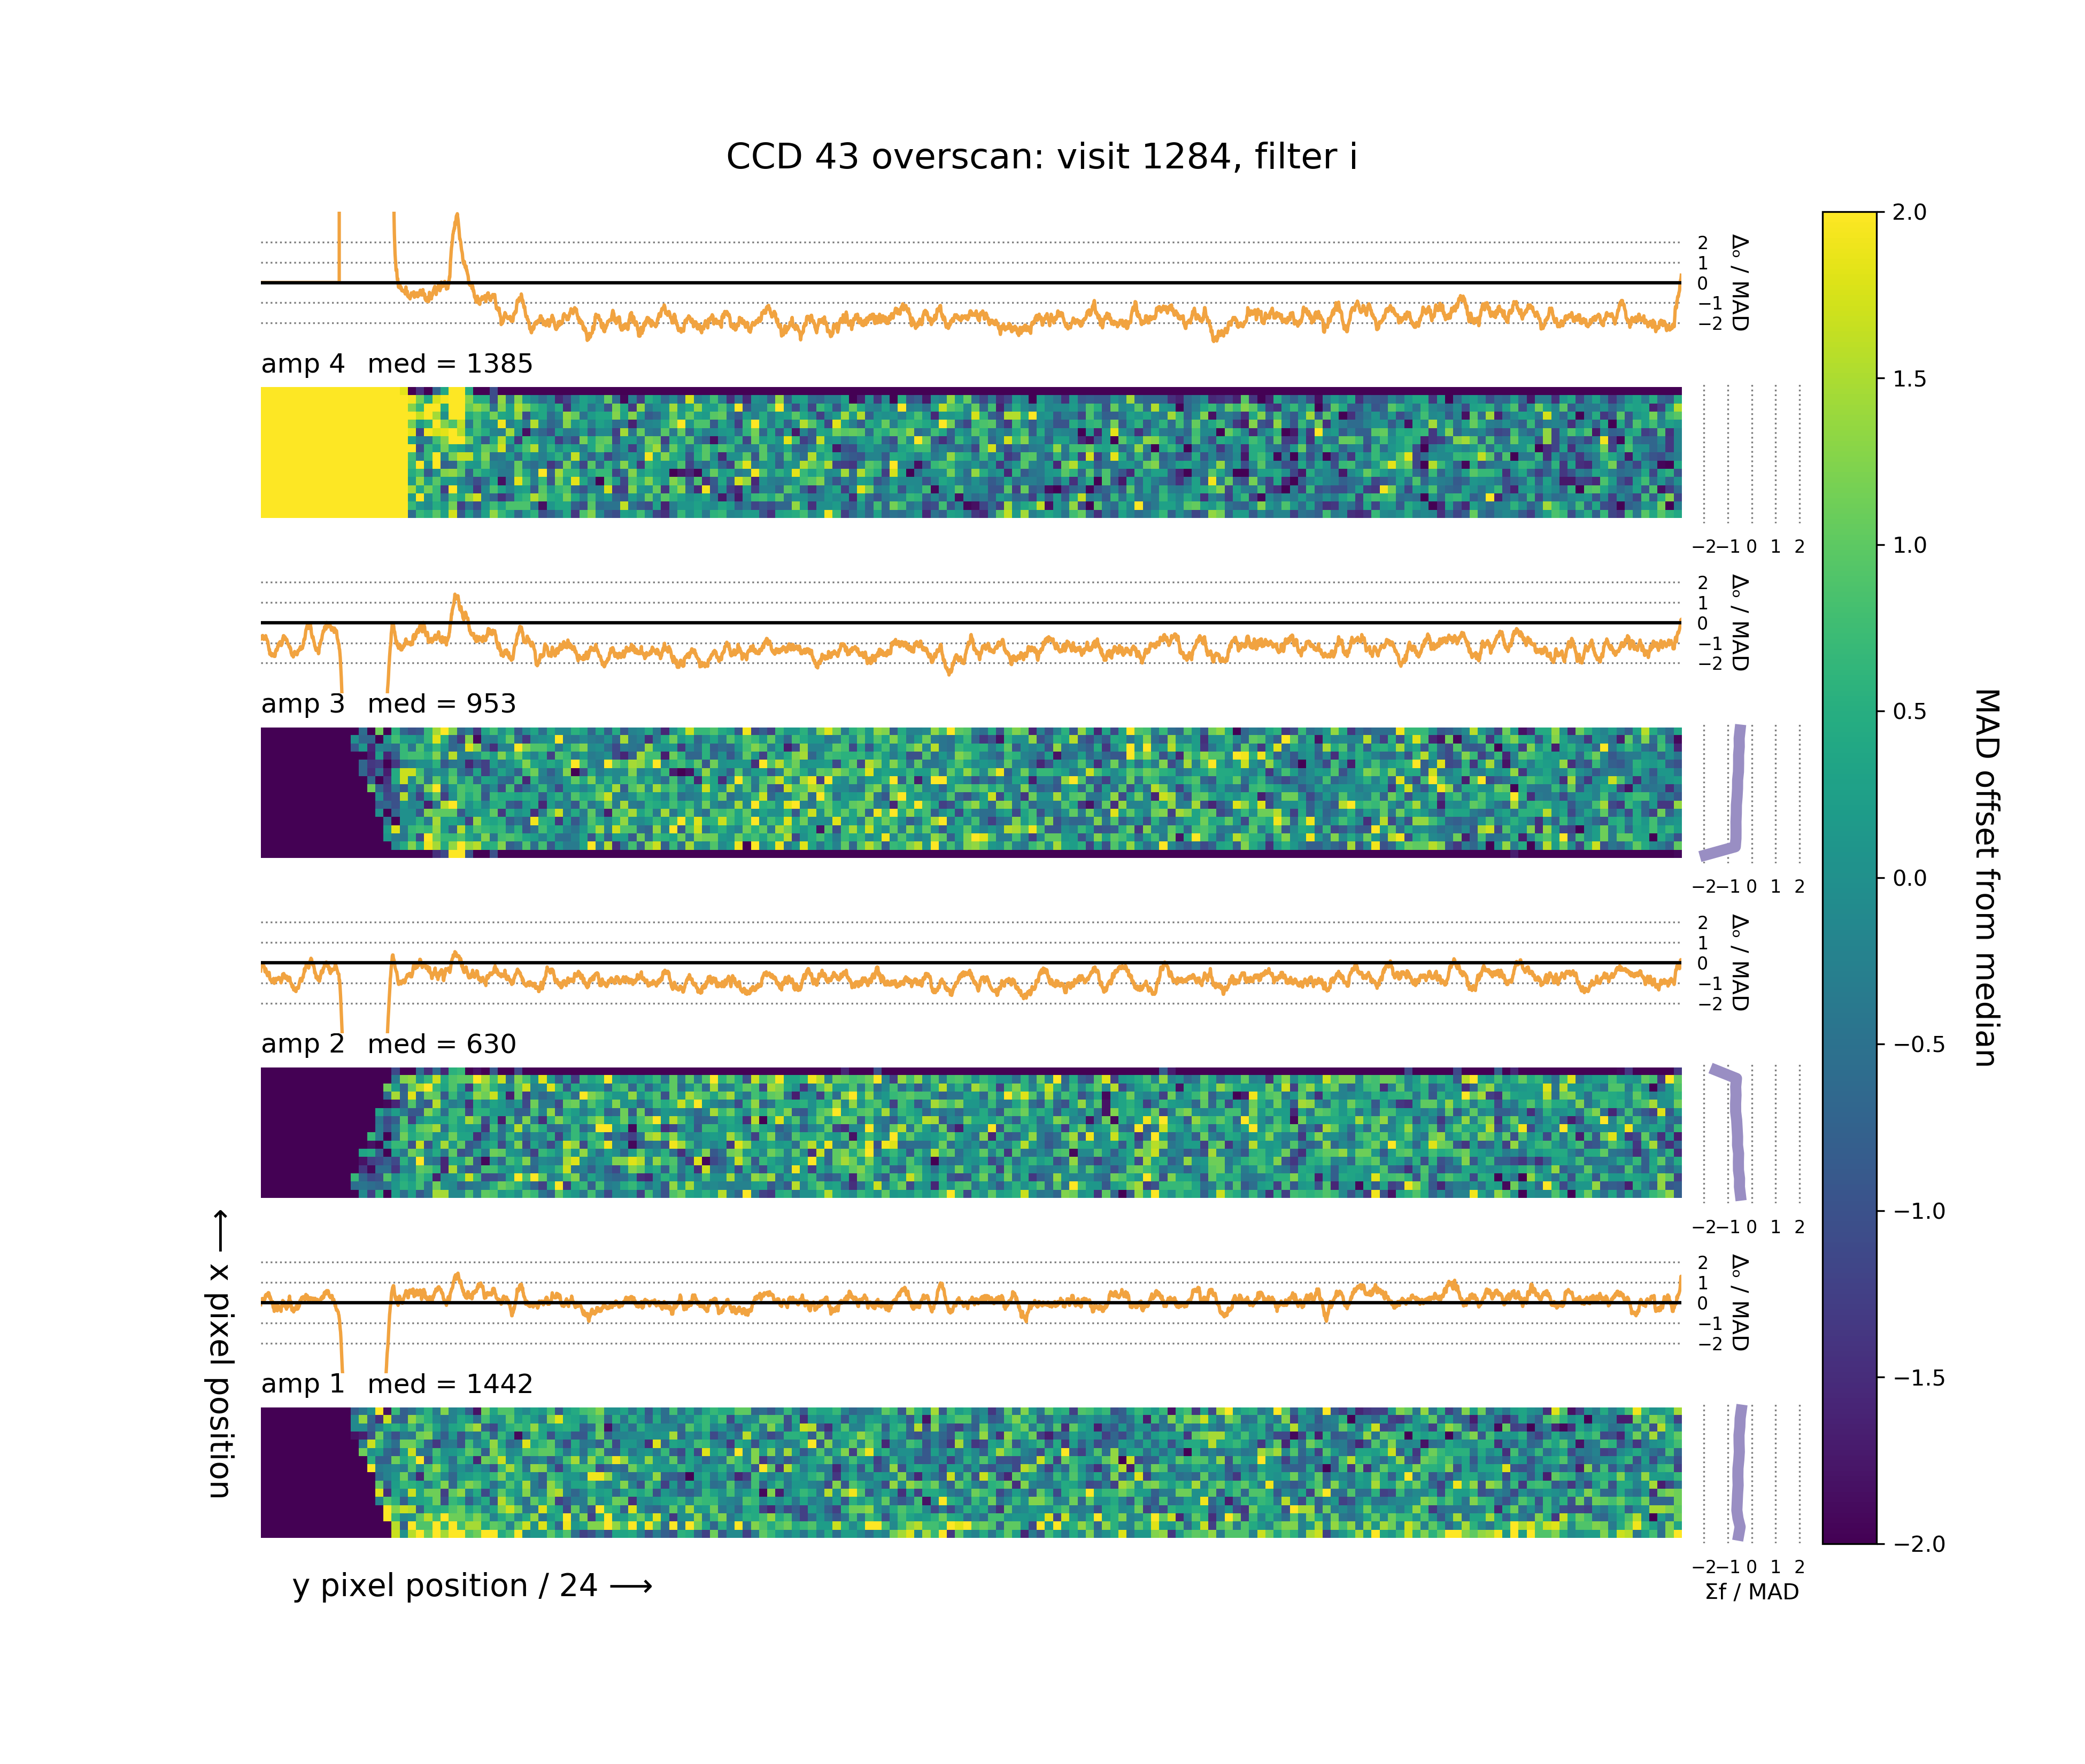 CCD 43 overscan: visit 1284, filter i
2
1
0
−1
−2
Δₒ / MAD
amp 4 med = 1385
−2 −1 0 1 2
2
1
0
−1
−2
Δₒ / MAD
amp 3 med = 953
−2 −1 0 1 2
2
1
0
−1
−2
Δₒ / MAD
amp 2 med = 630
−2 −1 0 1 2
2
1
0
−1
−2
Δₒ / MAD
amp 1 med = 1442
−2 −1 0 1 2
Σf / MAD
y pixel position / 24 ⟶
⟵ x pixel position
2.0
1.5
1.0
0.5
0.0
−0.5
−1.0
−1.5
−2.0
MAD offset from median